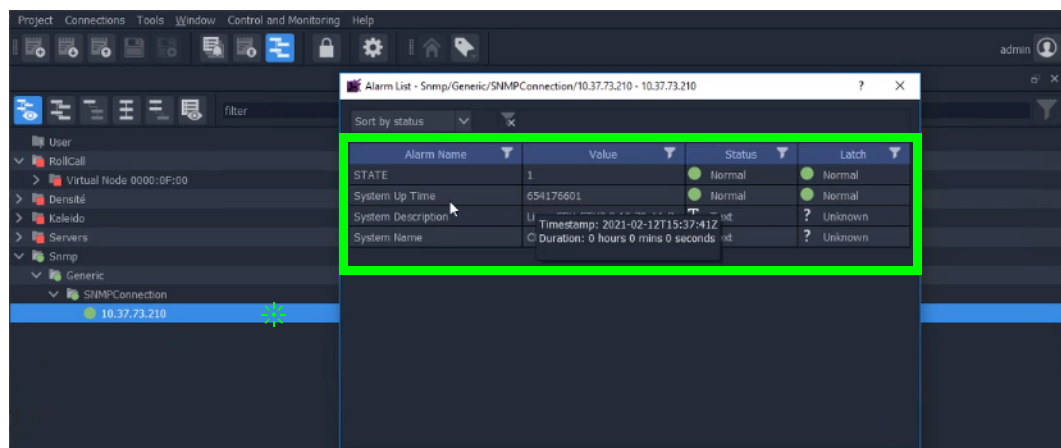 Project Connections Tools Window Control and Monitoring Help
admin
Alarm List - Snmp/Generic/SNMPConnection/10.37.73.210 - 10.37.73.210 ?
filter
Sort by status
Alarm Name Value Status Latch
STATE 1 Normal Normal
System Up Time 654176601 Normal Normal
System Description ? Unknown
System Name ? Unknown
Timestamp: 2021-02-12T15:37:41Z
Duration: 0 hours 0 mins 0 seconds
User
RollCall
Virtual Node 0000:0F:00
Densité
Kaleido
Servers
Snmp
Generic
SNMPConnection
10.37.73.210